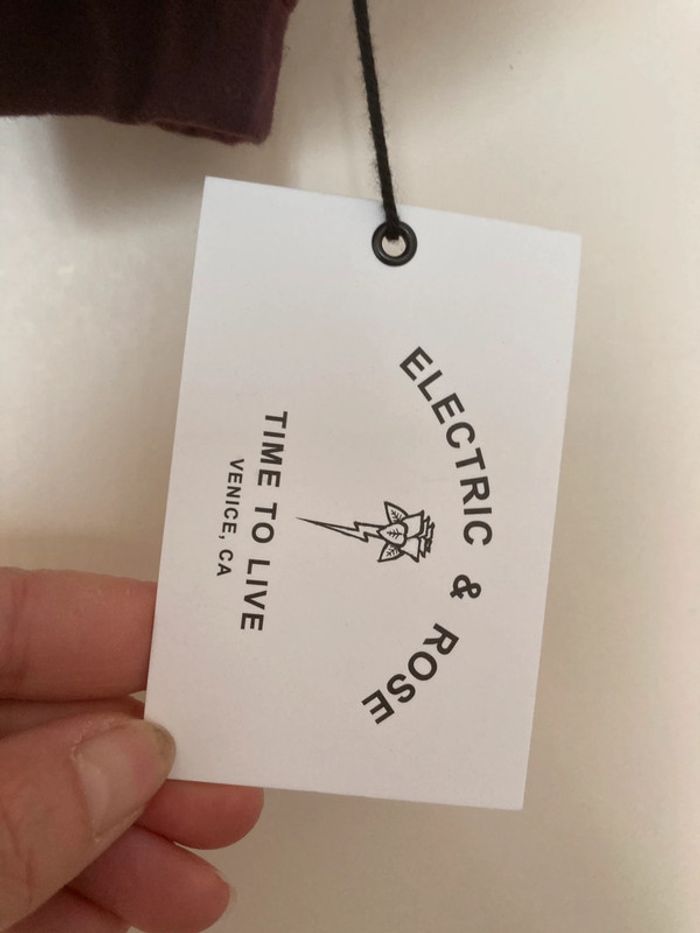 ELECTRIC & ROSE
TIME TO LIVE
VENICE, CA